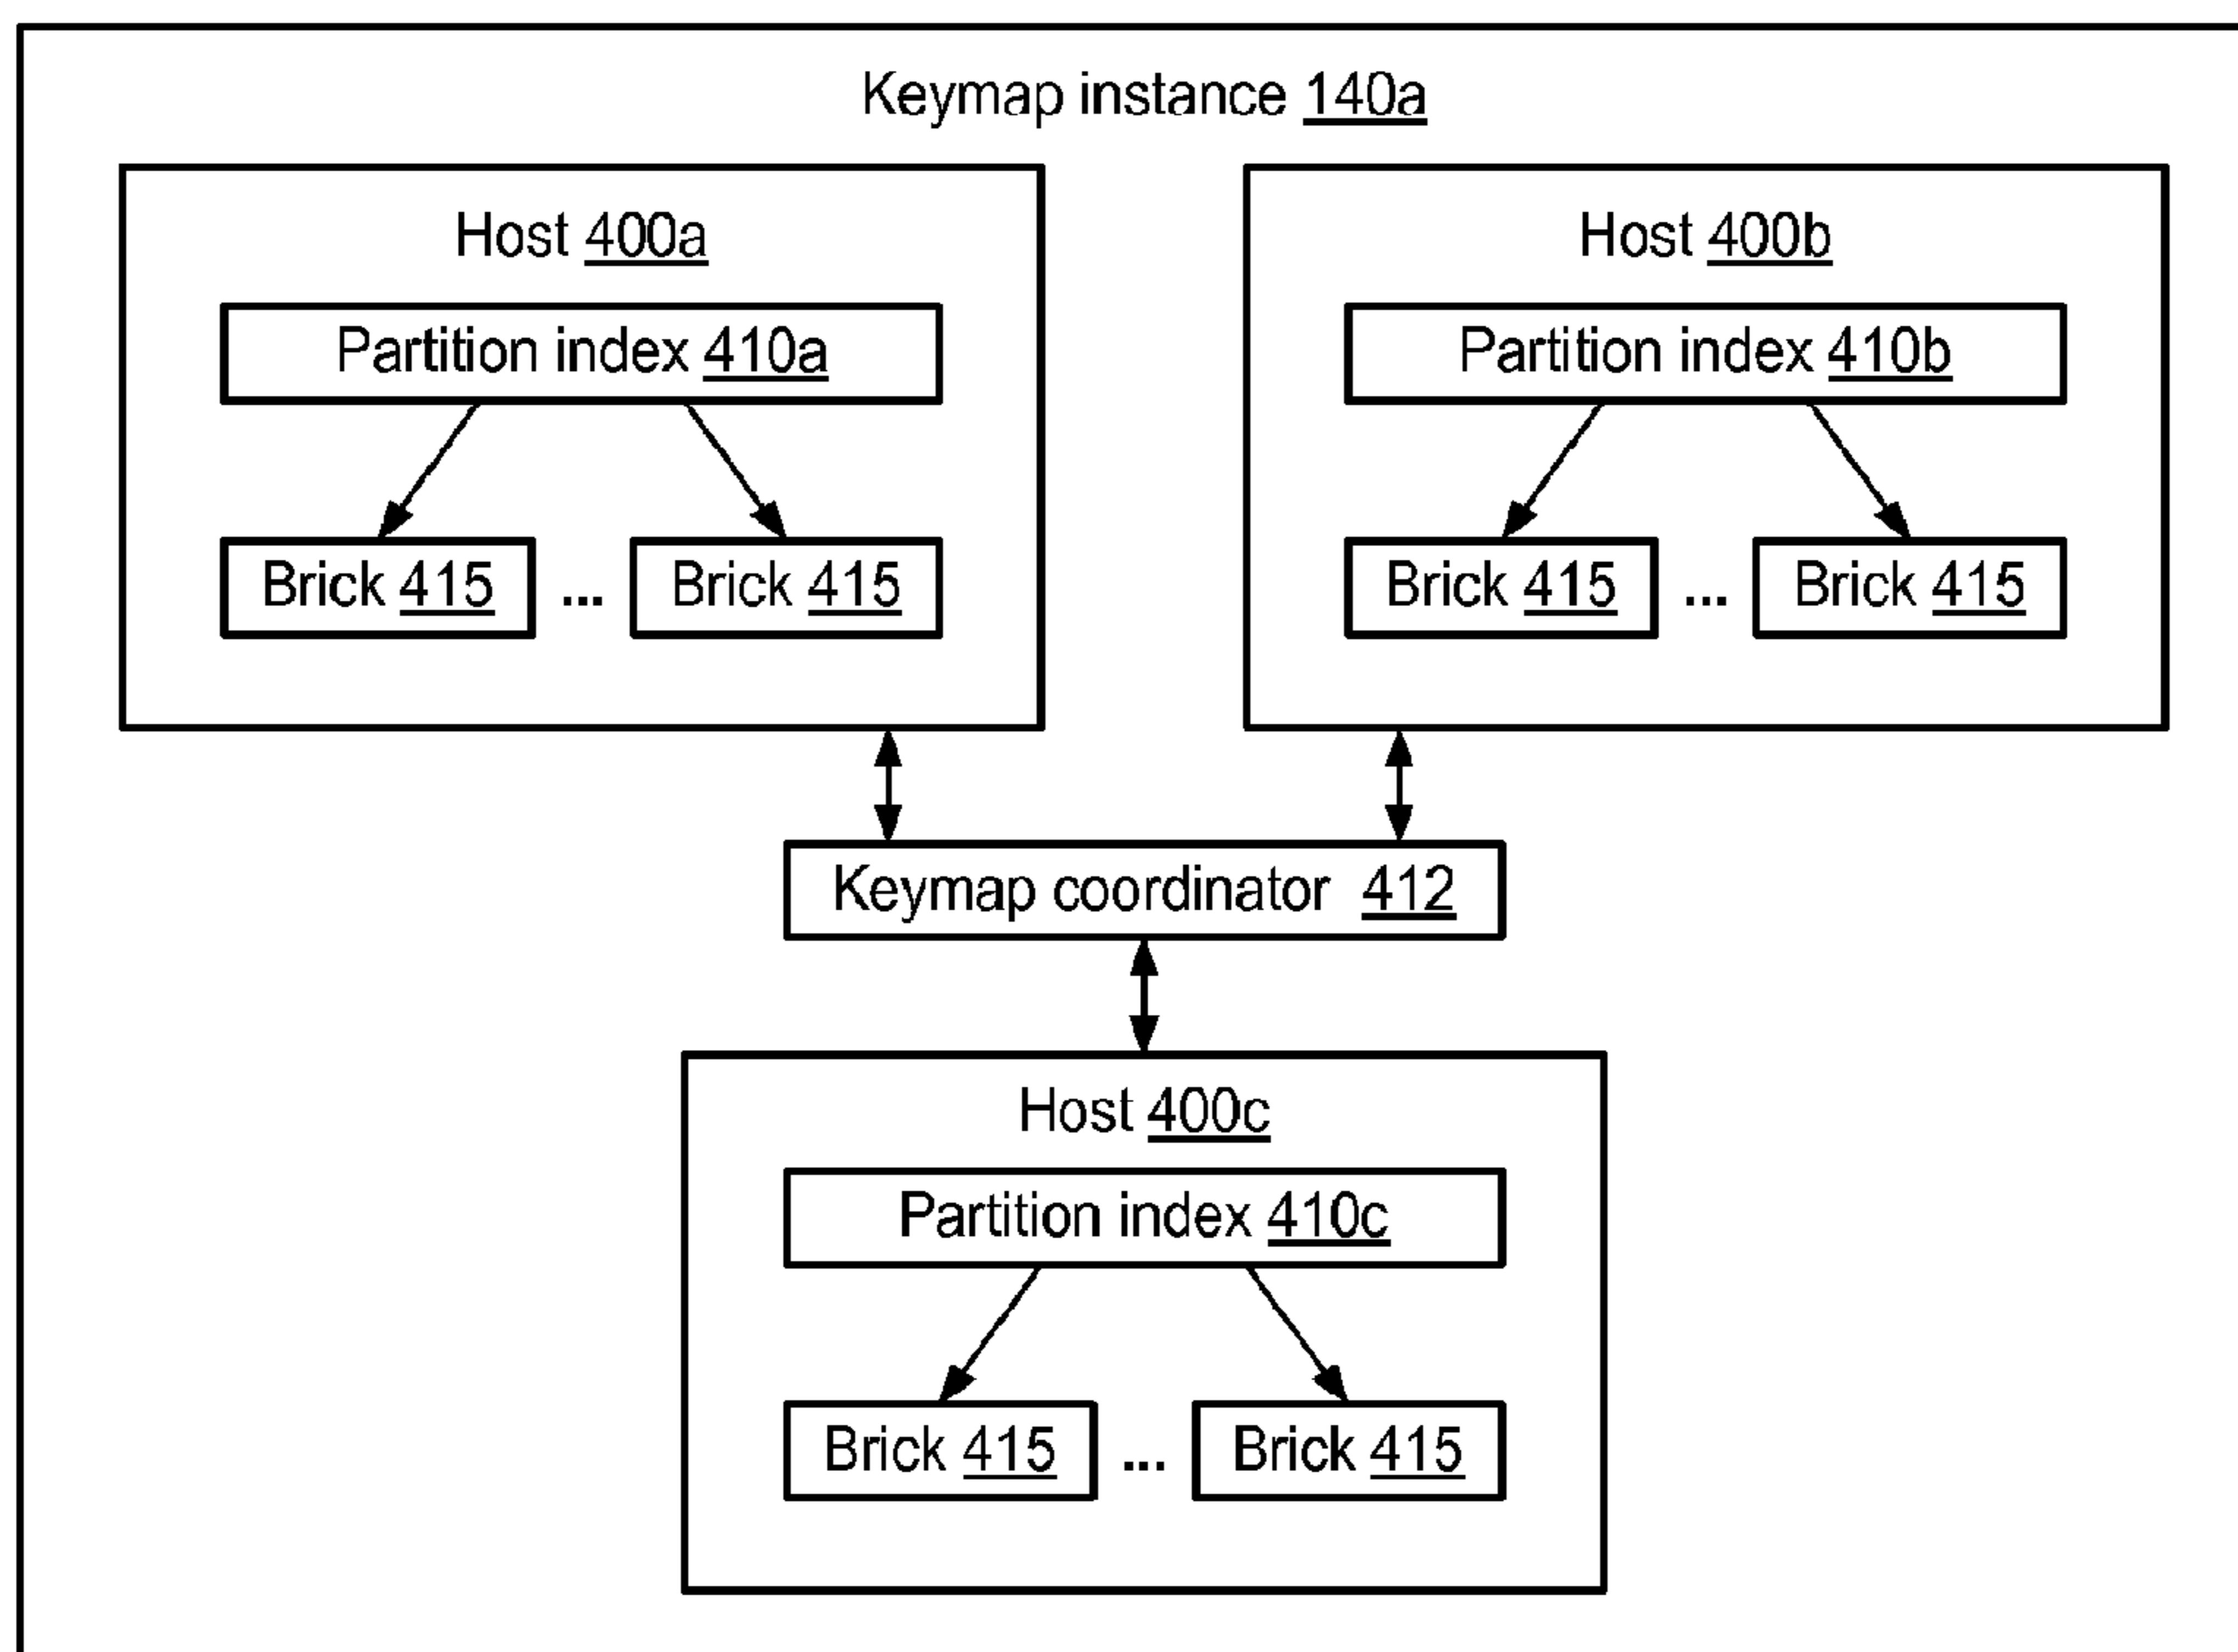 Keymap instance 140a
Host 400a
Partition index 410a
Brick 415 ... Brick 415
Host 400b
Partition index 410b
Brick 415 ... Brick 415
Keymap coordinator 412
Host 400c
Partition index 410c
Brick 415 ... Brick 415